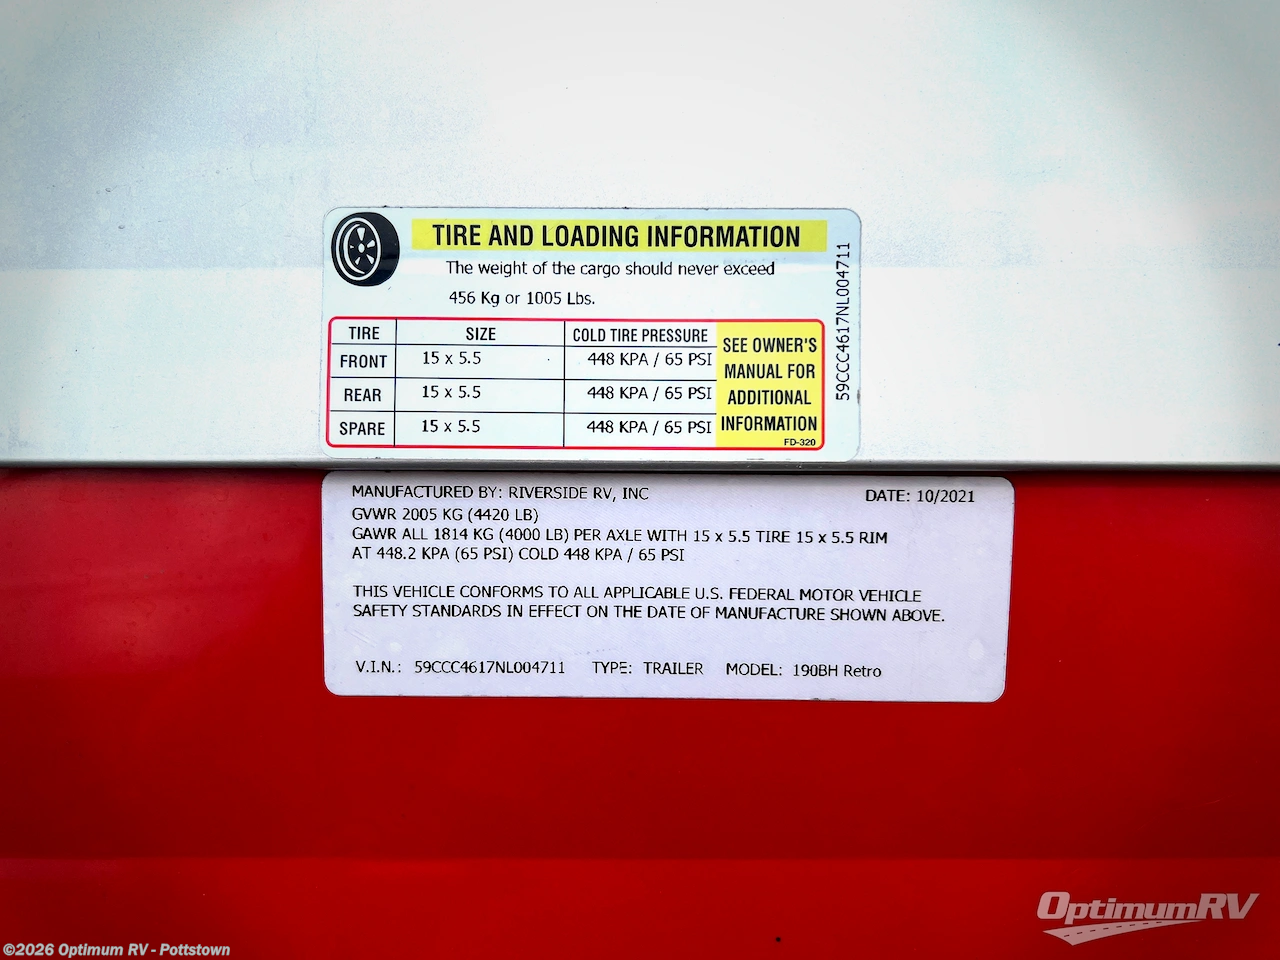 TIRE AND LOADING INFORMATION
The weight of the cargo should never exceed
456 Kg or 1005 Lbs.
TIRE SIZE COLD TIRE PRESSURE
FRONT 15 x 5.5 448 KPA / 65 PSI
REAR 15 x 5.5 448 KPA / 65 PSI
SPARE 15 x 5.5 448 KPA / 65 PSI
SEE OWNER'S
MANUAL FOR
ADDITIONAL
INFORMATION
FD-320
59CCC4617NL004711
MANUFACTURED BY: RIVERSIDE RV, INC DATE: 10/2021
GVWR 2005 KG (4420 LB)
GAWR ALL 1814 KG (4000 LB) PER AXLE WITH 15 x 5.5 TIRE 15 x 5.5 RIM
AT 448.2 KPA (65 PSI) COLD 448 KPA / 65 PSI
THIS VEHICLE CONFORMS TO ALL APPLICABLE U.S. FEDERAL MOTOR VEHICLE
SAFETY STANDARDS IN EFFECT ON THE DATE OF MANUFACTURE SHOWN ABOVE.
V.I.N.: 59CCC4617NL004711 TYPE: TRAILER MODEL: 190BH Retro
OptimumRV
©2026 Optimum RV - Pottstown